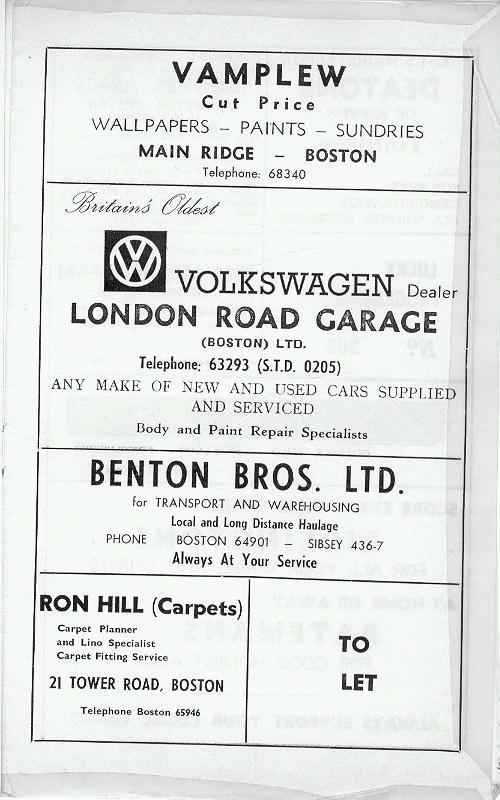 VAMPLEW
Cut Price
WALLPAPERS – PAINTS – SUNDRIES
MAIN RIDGE – BOSTON
Telephone: 68340
Britain's Oldest
VW
VOLKSWAGEN Dealer
LONDON ROAD GARAGE
(BOSTON) LTD.
Telephone: 63293 (S.T.D. 0205)
ANY MAKE OF NEW AND USED CARS SUPPLIED
AND SERVICED
Body and Paint Repair Specialists
BENTON BROS. LTD.
for TRANSPORT AND WAREHOUSING
Local and Long Distance Haulage
PHONE BOSTON 64901 – SIBSEY 436-7
Always At Your Service
RON HILL (Carpets)
Carpet Planner
and Lino Specialist
Carpet Fitting Service
21 TOWER ROAD, BOSTON
Telephone Boston 65946
TO
LET